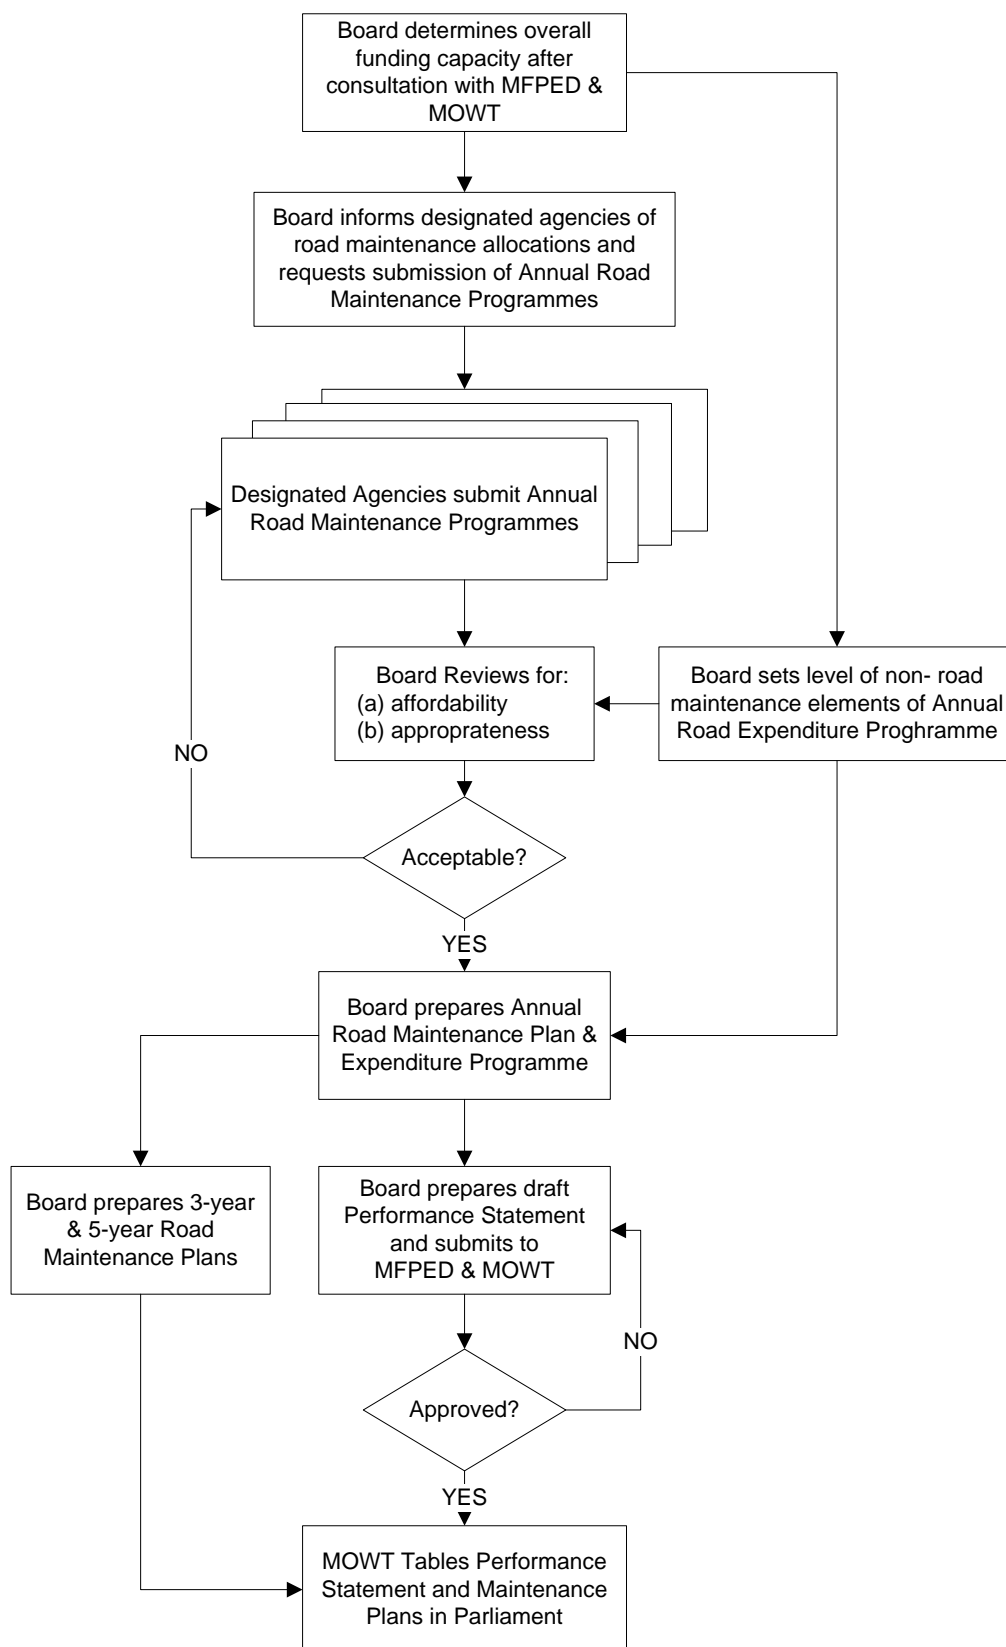 Board determines overall
funding capacity after
consultation with MFPED &
MOWT
Board informs designated agencies of
road maintenance allocations and
requests submission of Annual Road
Maintenance Programmes
Designated Agencies submit Annual
Road Maintenance Programmes
Board Reviews for:
(a) affordability
(b) approprateness
Board sets level of non- road
maintenance elements of Annual
Road Expenditure Proghramme
NO
Acceptable?
YES
Board prepares Annual
Road Maintenance Plan &
Expenditure Programme
Board prepares 3-year
& 5-year Road
Maintenance Plans
Board prepares draft
Performance Statement
and submits to
MFPED & MOWT
NO
Approved?
YES
MOWT Tables Performance
Statement and Maintenance
Plans in Parliament